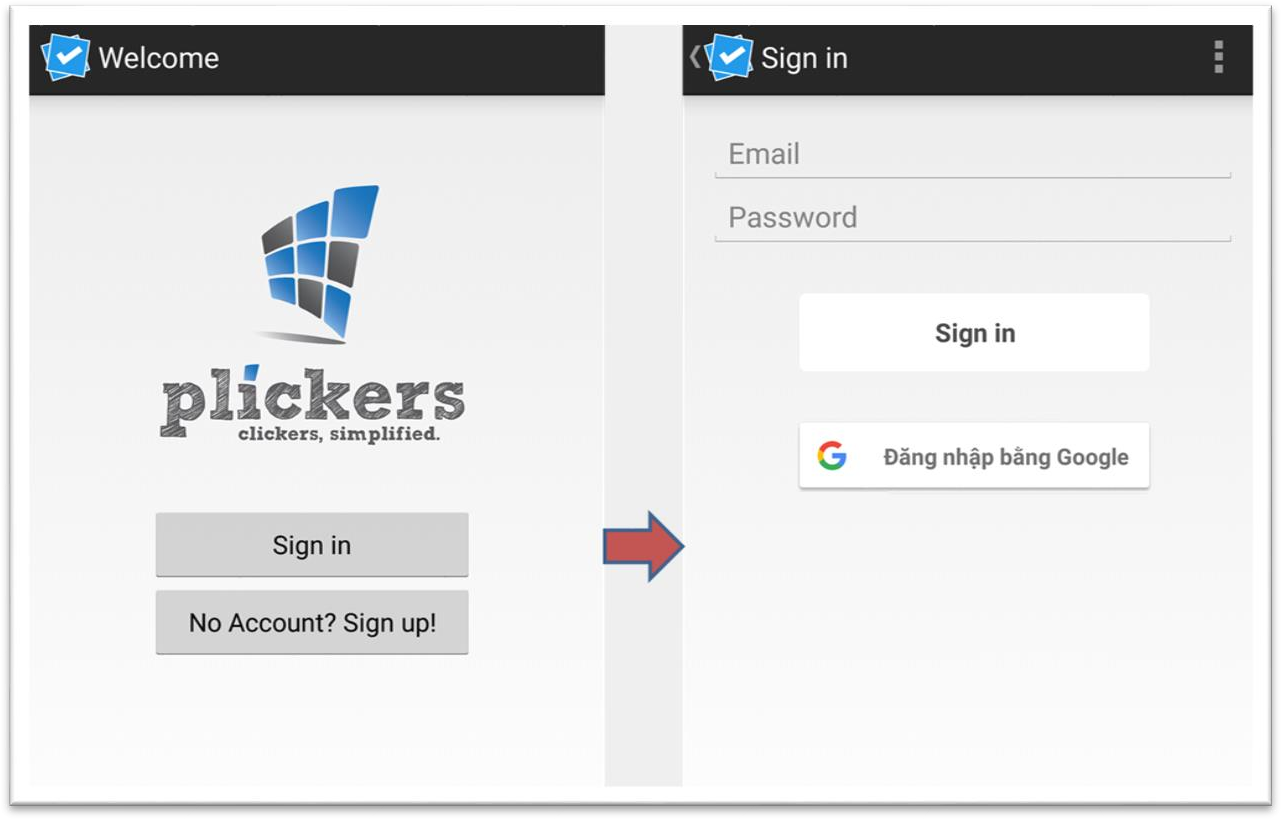 Welcome
plickers
clickers, simplified.
Sign in
No Account? Sign up!
Sign in
Email
Password
Sign in
Đăng nhập bằng Google